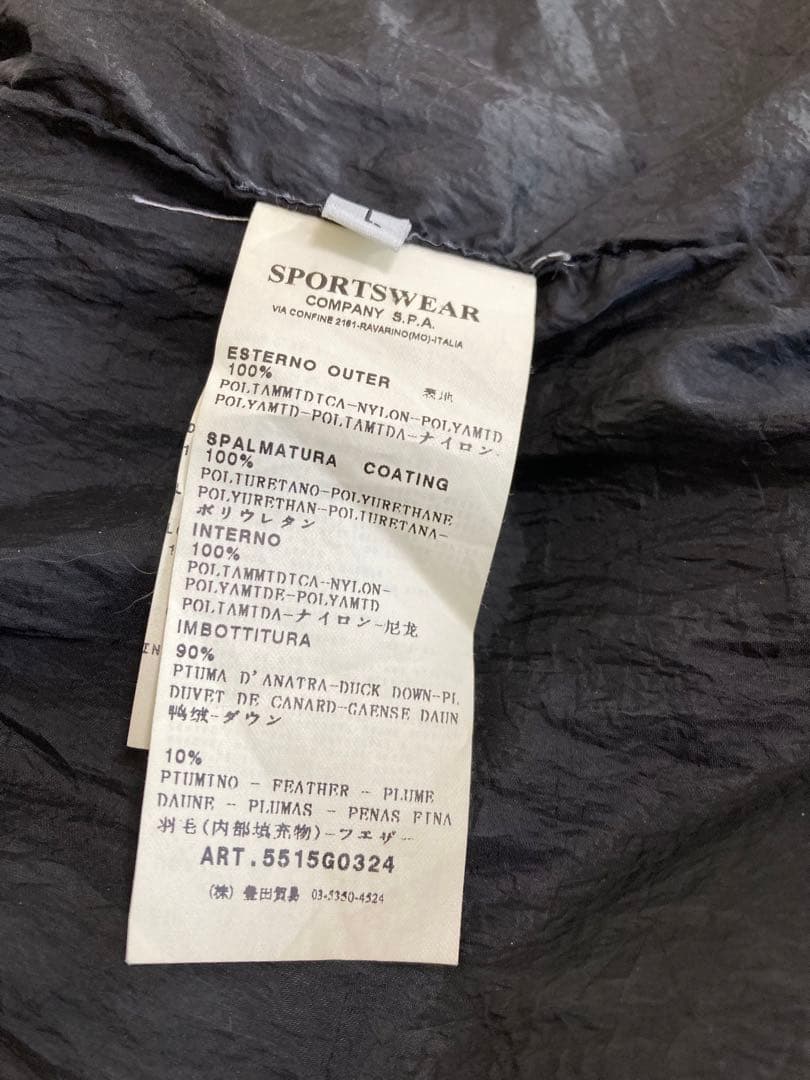 L
SPORTSWEAR
COMPANY S.P.A.
VIA CONFINE 2161-RAVARINO(MO)-ITALIA
ESTERNO OUTER 表地
100%
POLIAMMIDICA-NYLON-POLYAMID
POLYAMID-POLIAMIDA-ナイロン
SPALMATURA COATING
100%
POLIURETANO-POLYURETHANE
POLYURETHAN-POLIURETANA-
ポリウレタン
INTERNO
100%
POLIAMMIDICA-NYLON-
POLYAMIDE-POLYAMID
POLIAMIDA-ナイロン-尼龙
IMBOTTITURA
90%
PIUMA D'ANATRA-DUCK DOWN-PL
DUVET DE CANARD-GAENSE DAUN
鸭绒-ダウン
10%
PIUMINO - FEATHER - PLUME
DAUNE - PLUMAS - PENAS FINA
羽毛(内部填充物)-フェザー
ART.5515G0324
(株) 豊田貿易 03-5350-4524